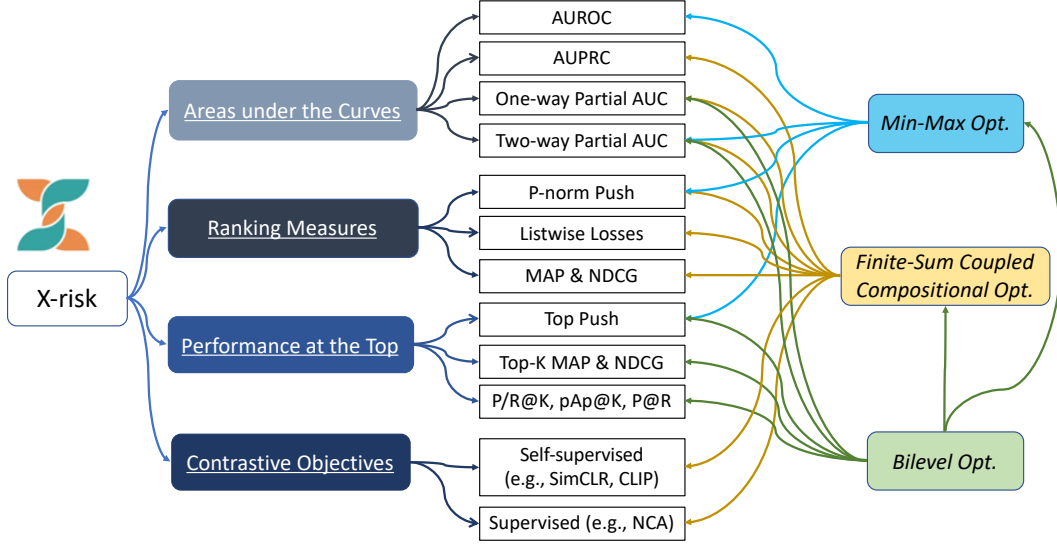 X-risk
Areas under the Curves
Ranking Measures
Performance at the Top
Contrastive Objectives
AUROC
AUPRC
One-way Partial AUC
Two-way Partial AUC
P-norm Push
Listwise Losses
MAP & NDCG
Top Push
Top-K MAP & NDCG
P/R@K, pAp@K, P@R
Self-supervised
(e.g., SimCLR, CLIP)
Supervised (e.g., NCA)
Min-Max Opt.
Finite-Sum Coupled
Compositional Opt.
Bilevel Opt.